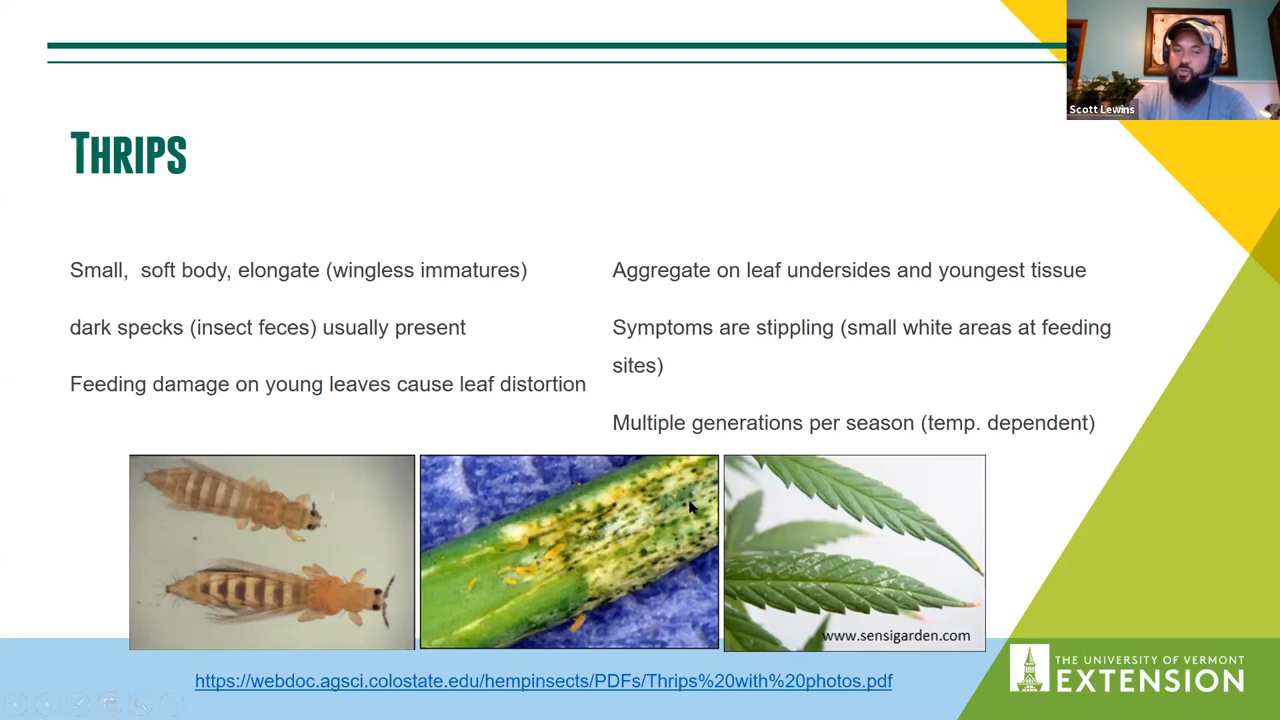 Scott Lewins
THRIPS
Small, soft body, elongate (wingless immatures)
dark specks (insect feces) usually present
Feeding damage on young leaves cause leaf distortion
Aggregate on leaf undersides and youngest tissue
Symptoms are stippling (small white areas at feeding
sites)
Multiple generations per season (temp. dependent)
www.sensigarden.com
https://webdoc.agsci.colostate.edu/hempinsects/PDFs/Thrips%20with%20photos.pdf
THE UNIVERSITY OF VERMONT
EXTENSION